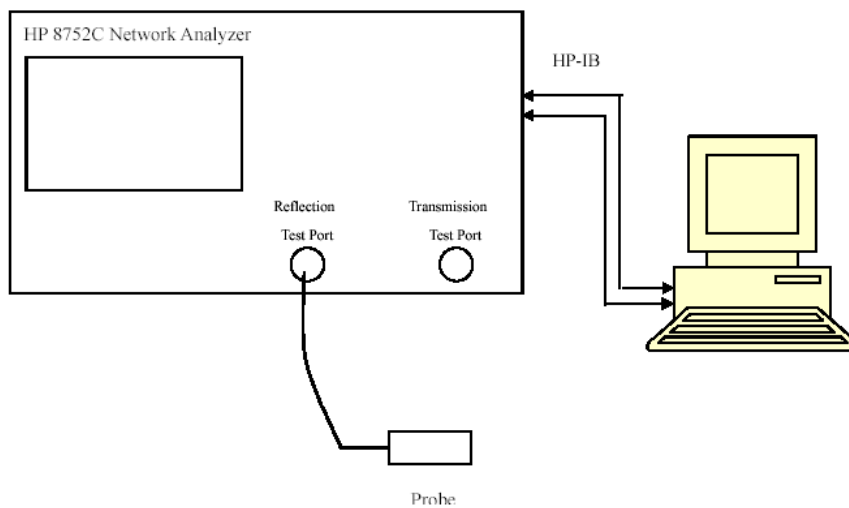 HP 8752C Network Analyzer
HP-IB
Reflection
Test Port
Transmission
Test Port
Probe